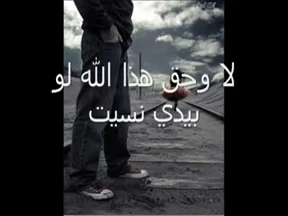 لا وحق هذا الله لو
بيدي نسيت